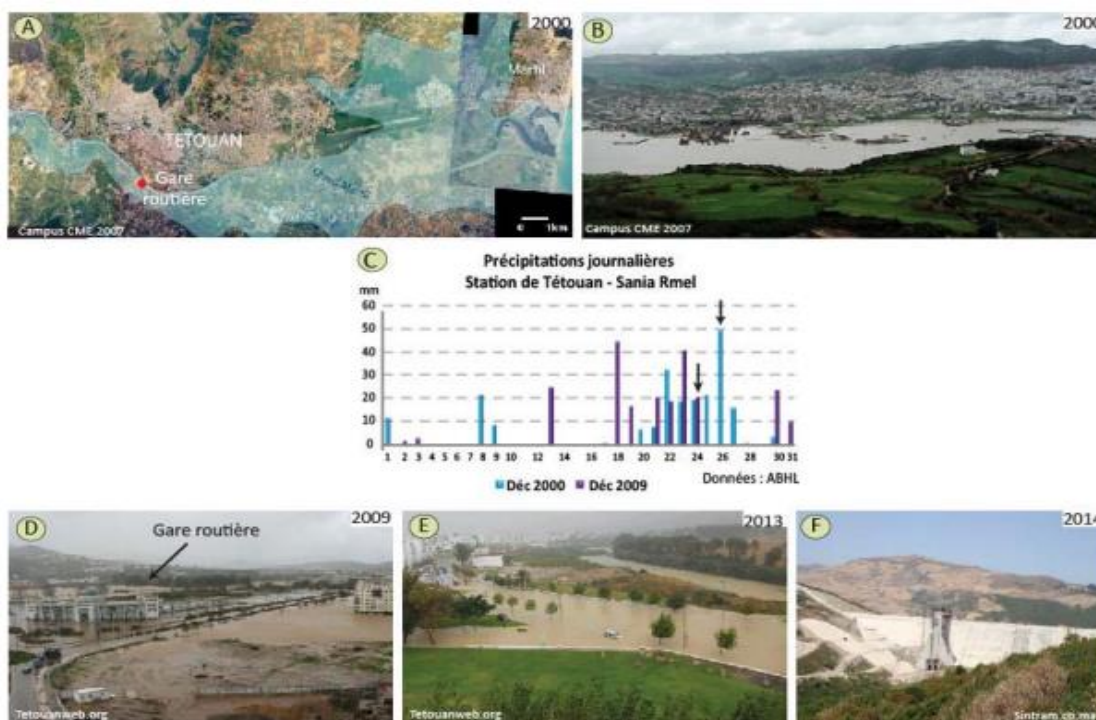 A
2000
Martil
TETOUAN
Gare
routière
0 1km
Campus CME 2007
B
2000
Campus CME 2007
C
Précipitations journalières
Station de Tétouan - Sania Rmel
mm
60
50
40
30
20
10
0
1 2 3 4 5 6 7 8 9 10 12 14 16 18 20 22 24 26 28 30 31
Données : ABHL
Déc 2000 Déc 2009
D
2009
Gare routière
Tetouanweb.org
E
2013
Tetouanweb.org
F
2014
Sintram.co.ma